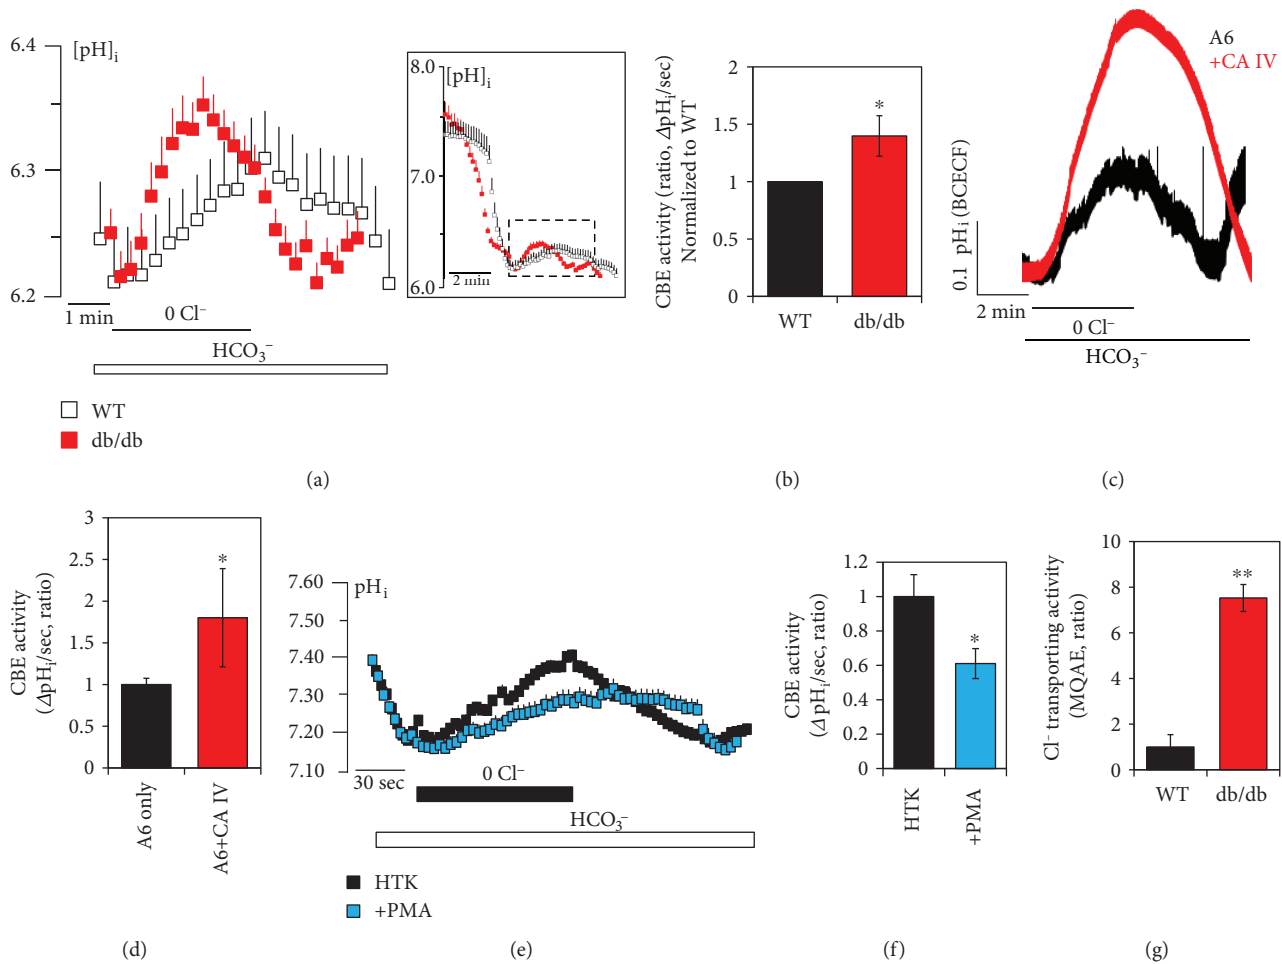 6.4
6.3
6.2
[pH]i
1 min
0 Cl⁻
HCO₃⁻
WT
db/db
8.0
7.0
6.0
[pH]i
2 min
(a)
CBE activity (ratio, ΔpHi/sec)
Normalized to WT
2
1.5
1
0.5
0
*
WT
db/db
(b)
A6
+CA IV
0.1 pHi (BCECF)
2 min
0 Cl⁻
HCO₃⁻
(c)
CBE activity
(ΔpHi/sec, ratio)
3
2.5
2
1.5
1
0.5
0
*
A6 only
A6+CA IV
(d)
7.60
7.50
7.40
7.30
7.20
7.10
pHi
30 sec
0 Cl⁻
HCO₃⁻
HTK
+PMA
(e)
CBE activity
(ΔpHi/sec, ratio)
1.2
1
0.8
0.6
0.4
0.2
0
*
HTK
+PMA
(f)
Cl⁻ transporting activity
(MQAE, ratio)
10
8
6
4
2
0
**
WT
db/db
(g)